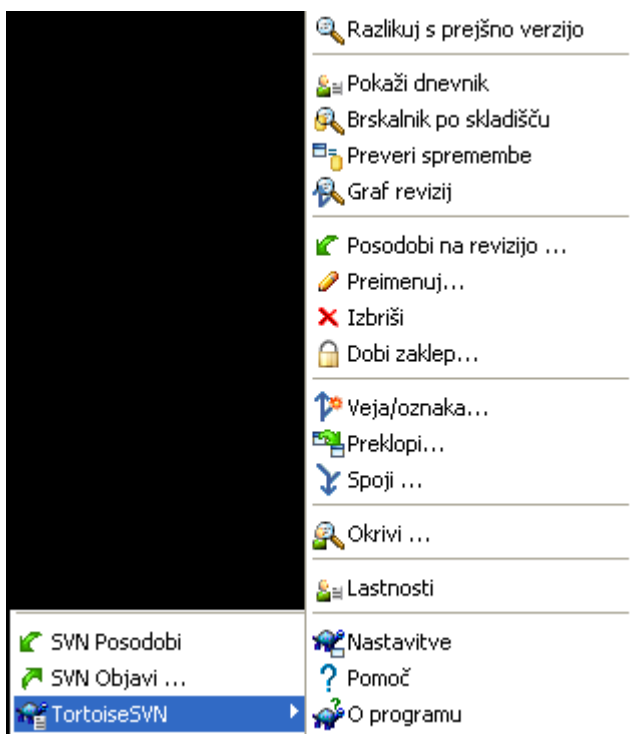 Razlikuj s prejšno verzijo
Pokaži dnevnik
Brskalnik po skladišču
Preveri spremembe
Graf revizij
Posodobi na revizijo ...
Preimenuj...
Izbriši
Dobi zaklep...
Veja/oznaka...
Preklopi...
Spoji ...
Okrivi ...
Lastnosti
Nastavitve
Pomoč
O programu
SVN Posodobi
SVN Objavi ...
TortoiseSVN